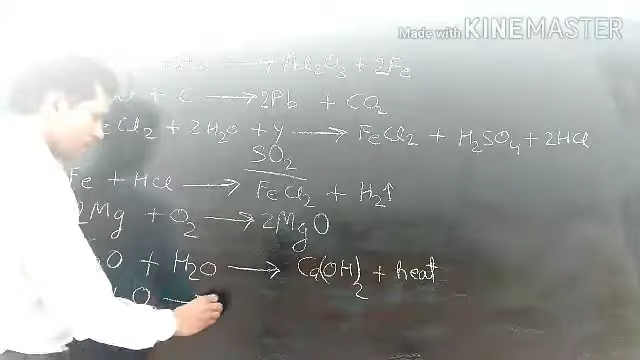 Made with KINEMASTER
⟶ Al2O3 + 2Fe
+ C ⟶ 2Pb + CO2
eCl2 + 2H2O + y ⟶ FeCl2 + H2SO4 + 2HCl
SO2
Fe + HCl ⟶ FeCl2 + H2↑
2Mg + O2 ⟶ 2MgO
O + H2O ⟶ Ca(OH)2 + heat
O ⟶